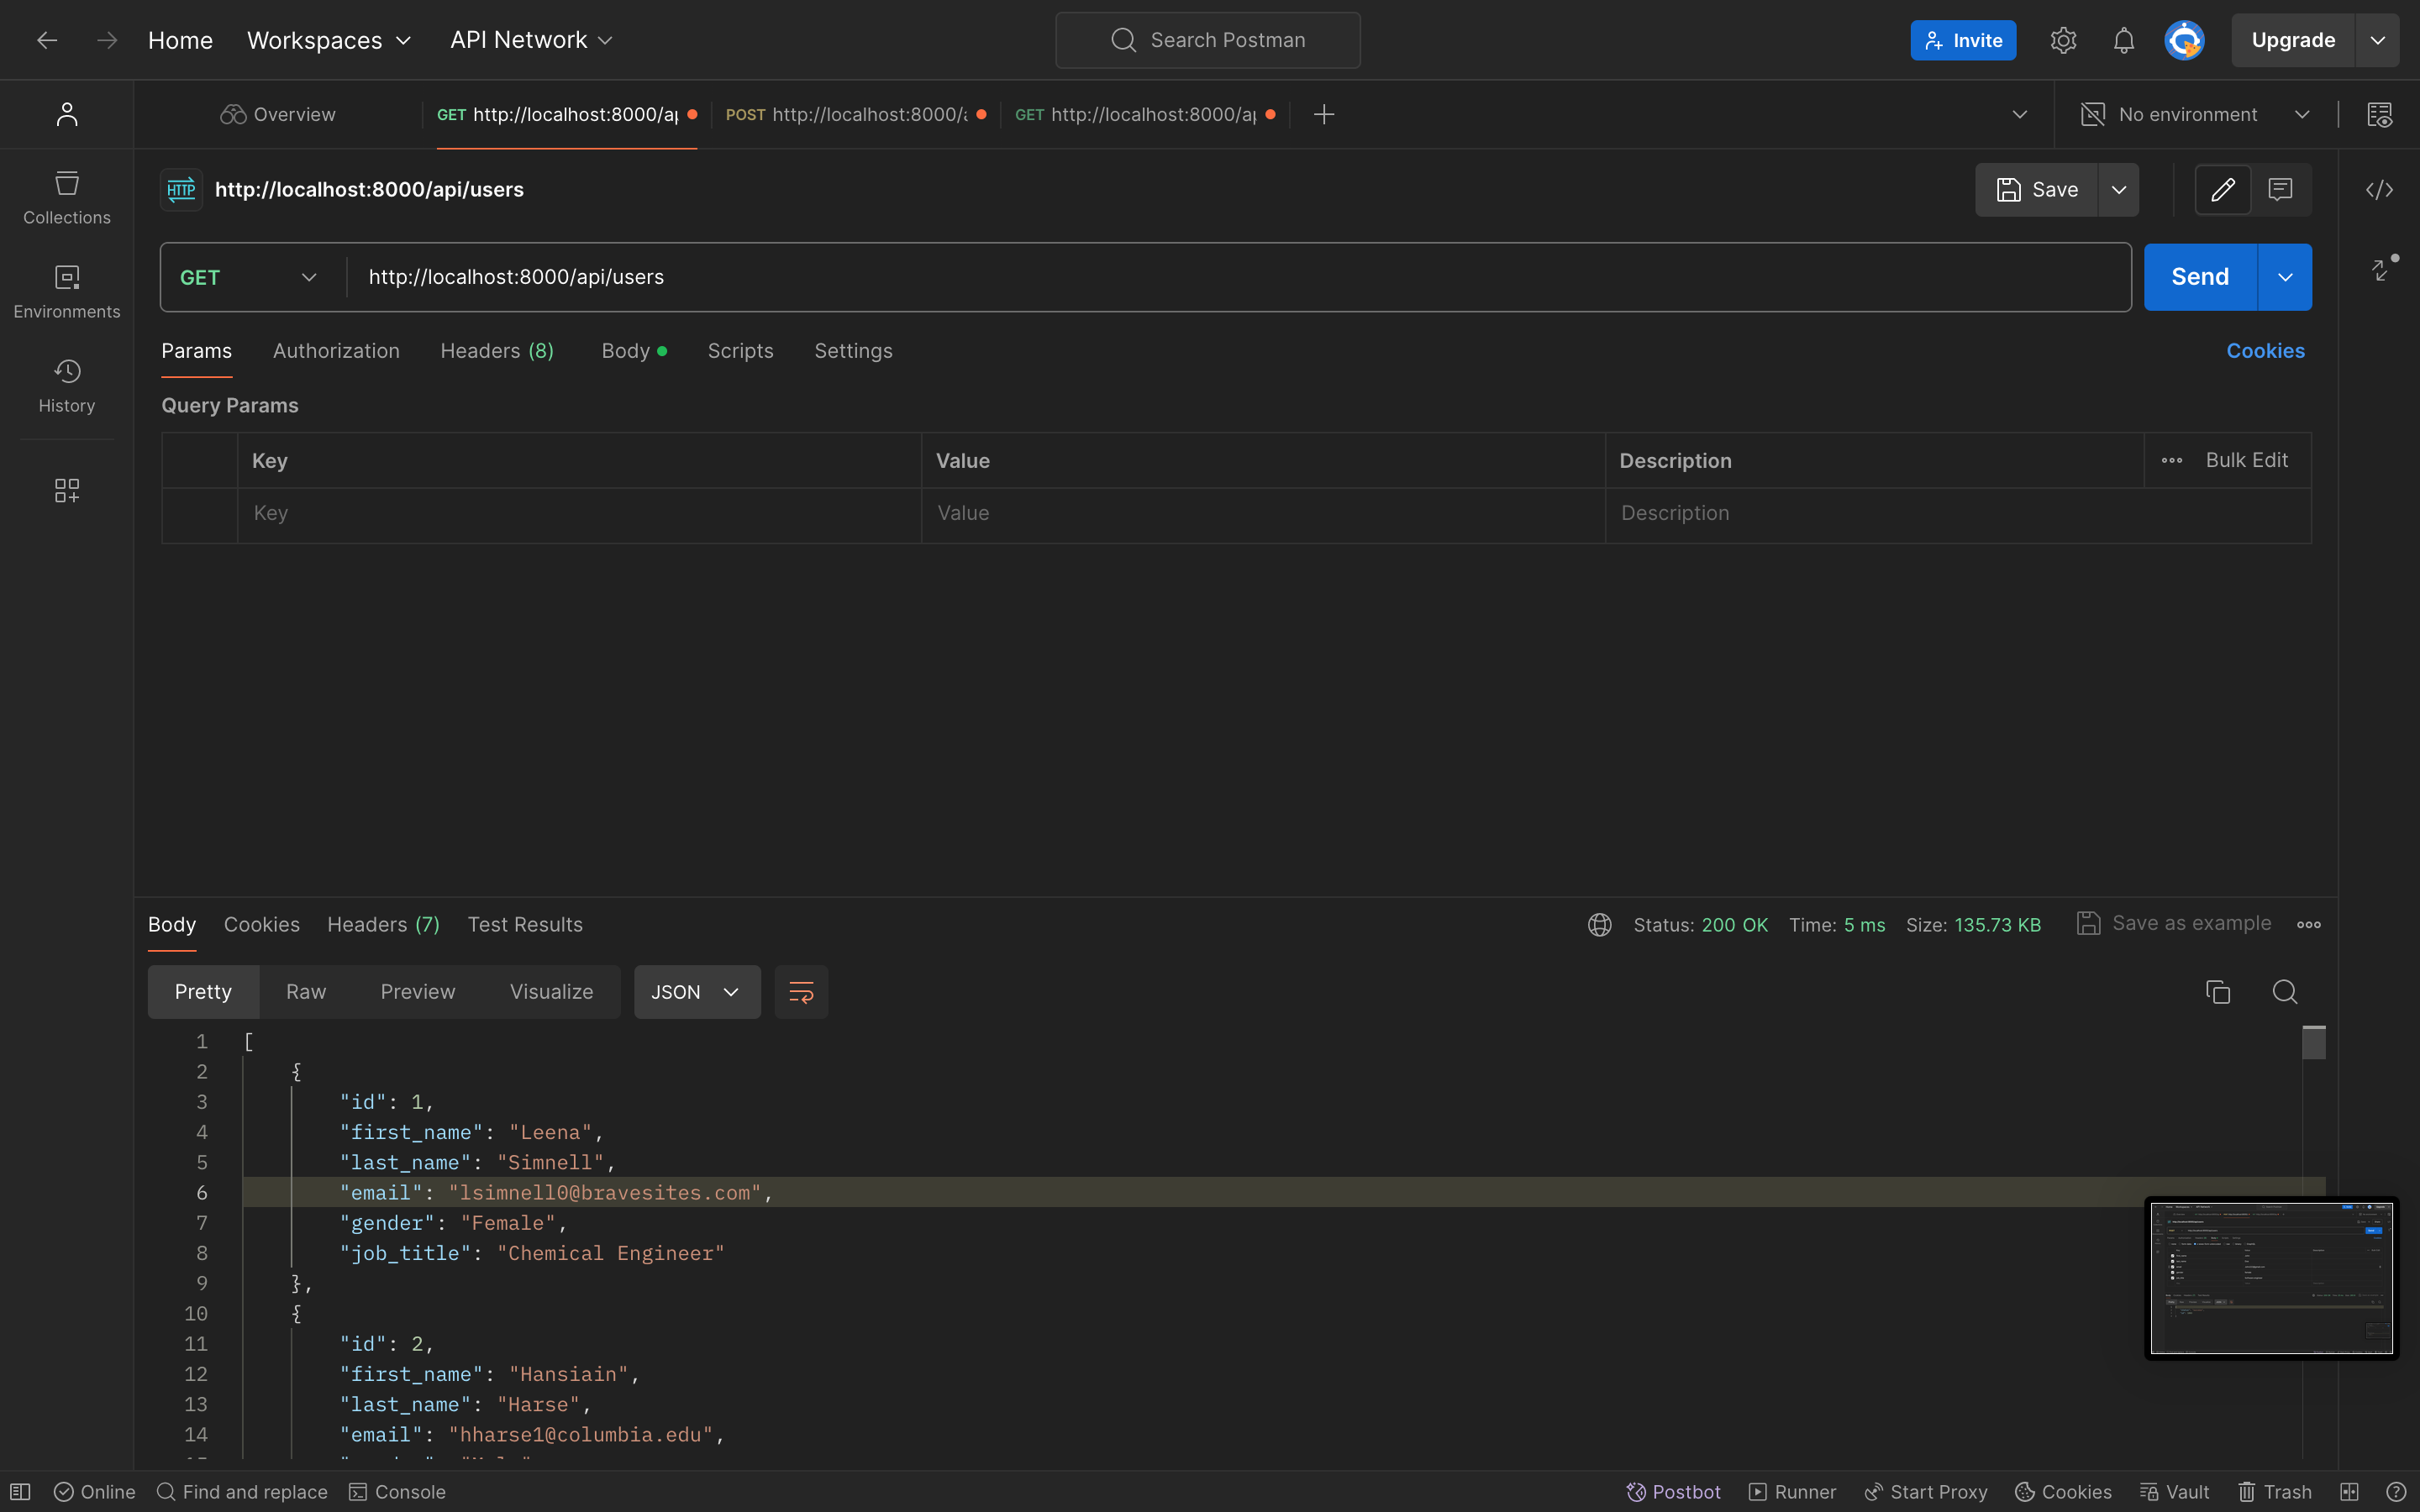 Home Workspaces API Network Search Postman Invite Upgrade
Overview GET http://localhost:8000/ap POST http://localhost:8000/a GET http://localhost:8000/ap No environment
HTTP http://localhost:8000/api/users Save
Collections
GET http://localhost:8000/api/users Send
Environments
Params Authorization Headers (8) Body Scripts Settings Cookies
History
Query Params
Key Value Description Bulk Edit
Key Value Description
Body Cookies Headers (7) Test Results Status: 200 OK Time: 5 ms Size: 135.73 KB Save as example
Pretty Raw Preview Visualize JSON
1 [
2 {
3 "id": 1,
4 "first_name": "Leena",
5 "last_name": "Simnell",
6 "email": "lsimnell0@bravesites.com",
7 "gender": "Female",
8 "job_title": "Chemical Engineer"
9 },
10 {
11 "id": 2,
12 "first_name": "Hansiain",
13 "last_name": "Harse",
14 "email": "hharse1@columbia.edu",
Online Find and replace Console Postbot Runner Start Proxy Cookies Vault Trash